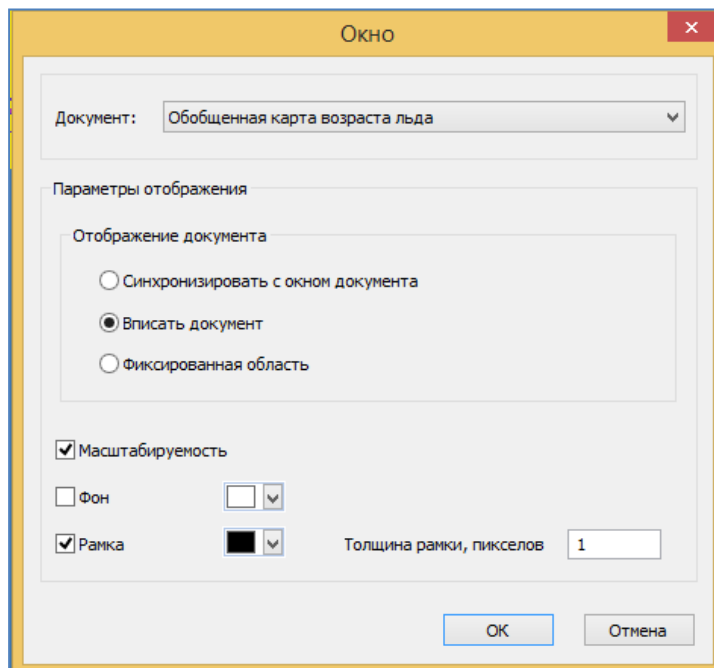 Окно
Документ: Обобщенная карта возраста льда
Параметры отображения
Отображение документа
Синхронизировать с окном документа
Вписать документ
Фиксированная область
Масштабируемость
Фон
Рамка Толщина рамки, пикселов 1
ОК Отмена